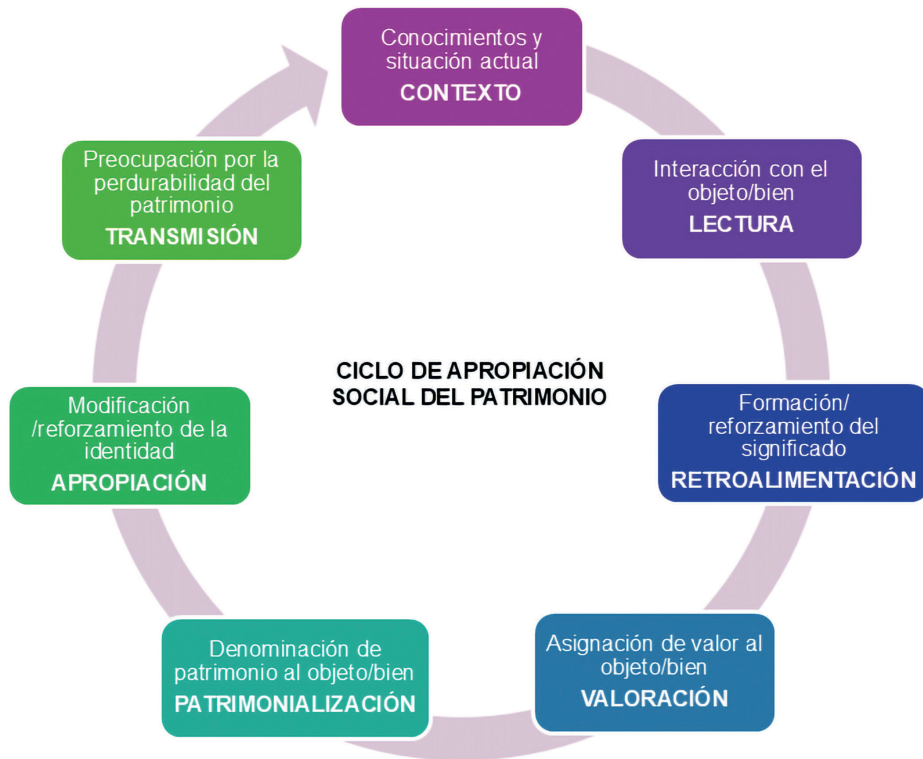 Conocimientos y
situación actual
CONTEXTO
Interacción con el
objeto/bien
LECTURA
Formación/
reforzamiento del
significado
RETROALIMENTACIÓN
Asignación de valor al
objeto/bien
VALORACIÓN
Denominación de
patrimonio al objeto/bien
PATRIMONIALIZACIÓN
Modificación
/reforzamiento de la
identidad
APROPIACIÓN
Preocupación por la
perdurabilidad del
patrimonio
TRANSMISIÓN
CICLO DE APROPIACIÓN
SOCIAL DEL PATRIMONIO